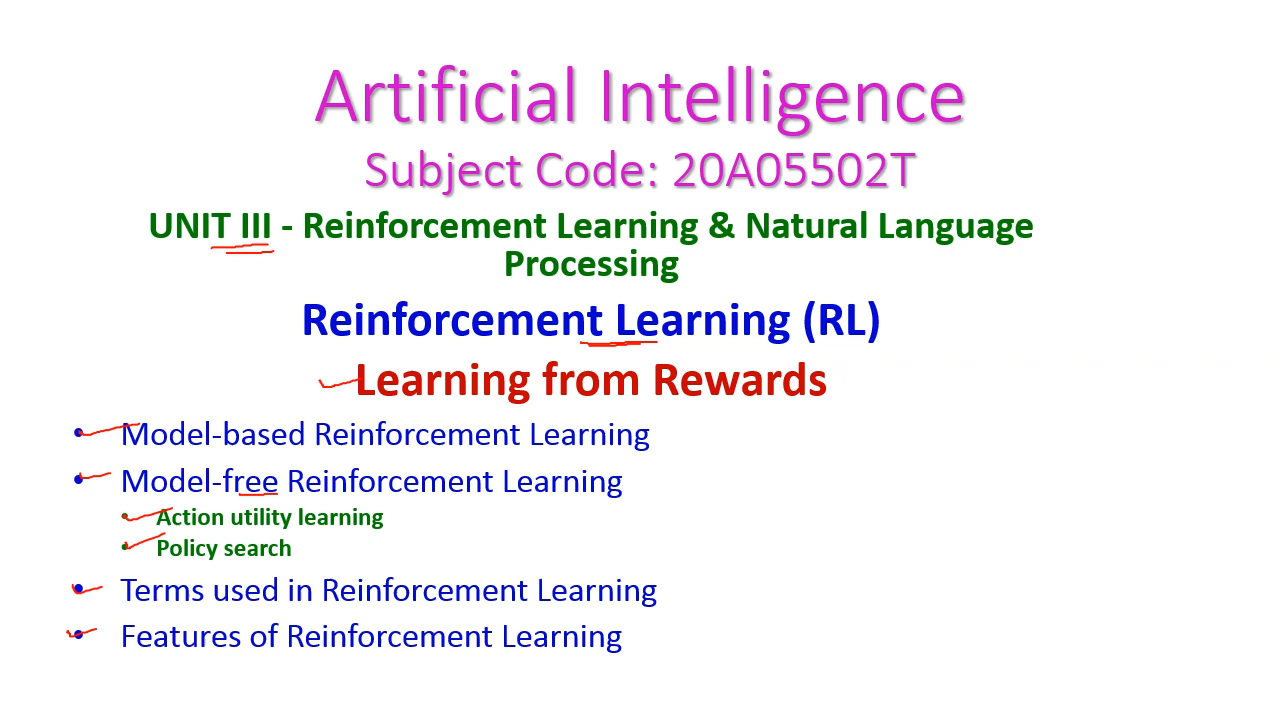 Artificial Intelligence
Subject Code: 20A05502T
UNIT III - Reinforcement Learning & Natural Language
Processing
Reinforcement Learning (RL)
Learning from Rewards
• Model-based Reinforcement Learning
• Model-free Reinforcement Learning
• Action utility learning
• Policy search
• Terms used in Reinforcement Learning
• Features of Reinforcement Learning